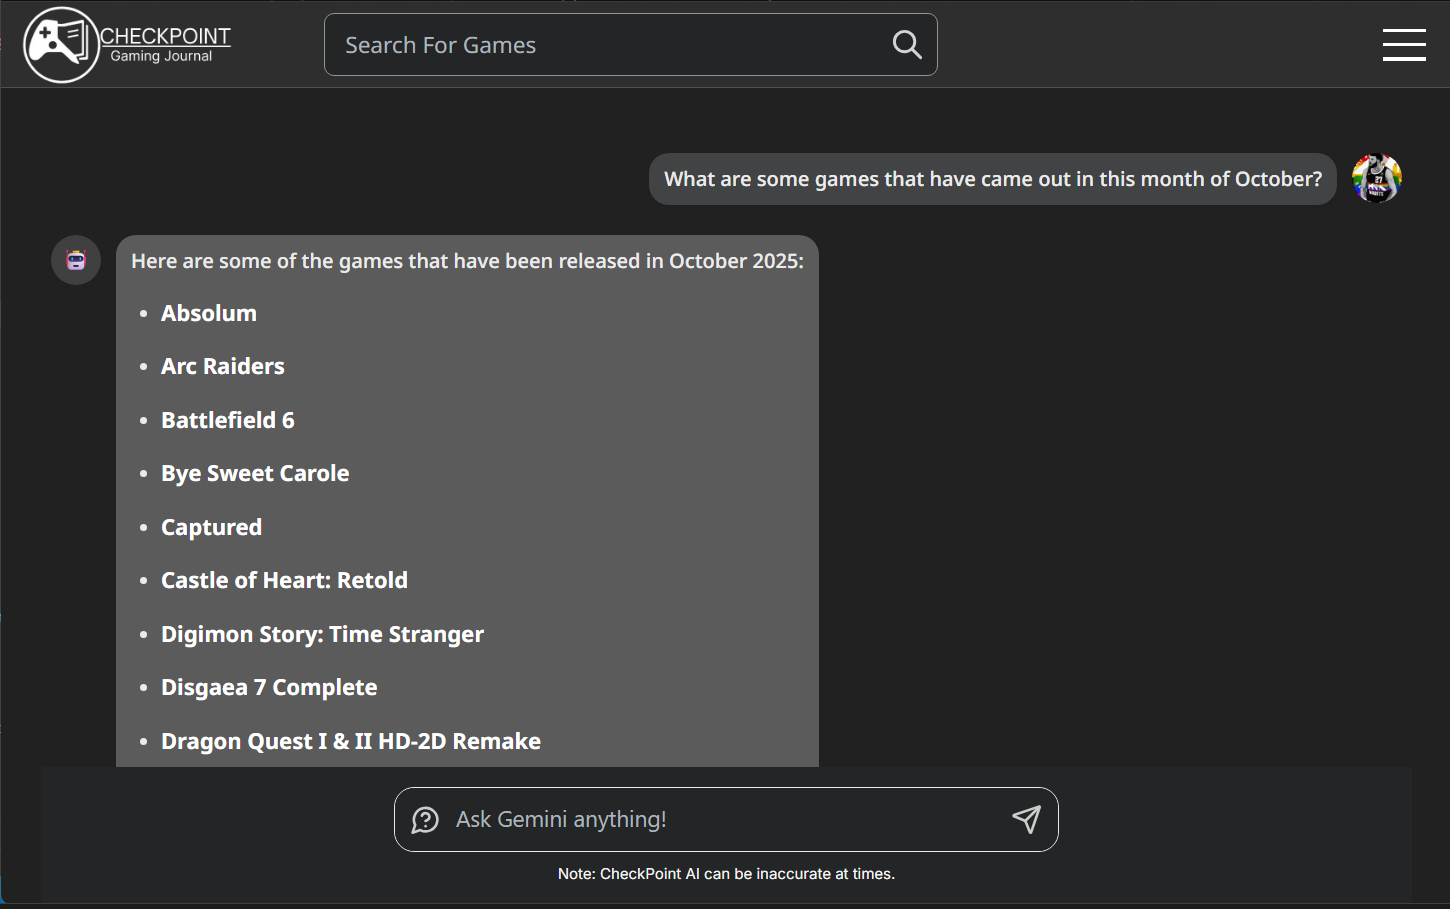 CHECKPOINT
Gaming Journal
Search For Games
What are some games that have came out in this month of October?
27
Here are some of the games that have been released in October 2025:
• Absolum
• Arc Raiders
• Battlefield 6
• Bye Sweet Carole
• Captured
• Castle of Heart: Retold
• Digimon Story: Time Stranger
• Disgaea 7 Complete
• Dragon Quest I & II HD-2D Remake
Ask Gemini anything!
Note: CheckPoint AI can be inaccurate at times.